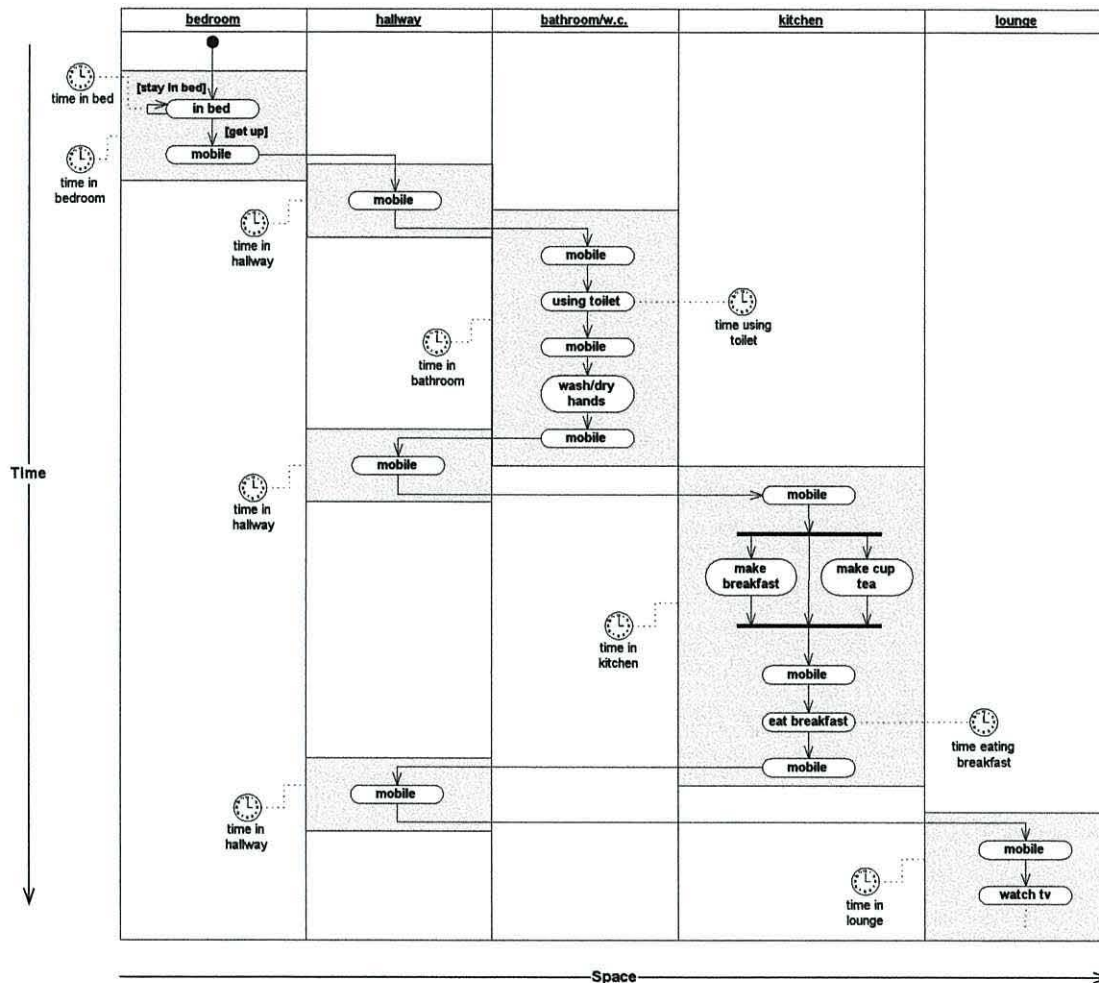 bedroom
hallway
bathroom/w.c.
kitchen
lounge
[stay in bed]
time in bed
in bed
[get up]
mobile
time in
bedroom
mobile
time in
hallway
mobile
using toilet
time using
toilet
mobile
time in
bathroom
wash/dry
hands
mobile
mobile
Time
time in
hallway
mobile
make
breakfast
make cup
tea
time in
kitchen
mobile
eat breakfast
time eating
breakfast
mobile
mobile
time in
hallway
mobile
watch tv
time in
lounge
Space